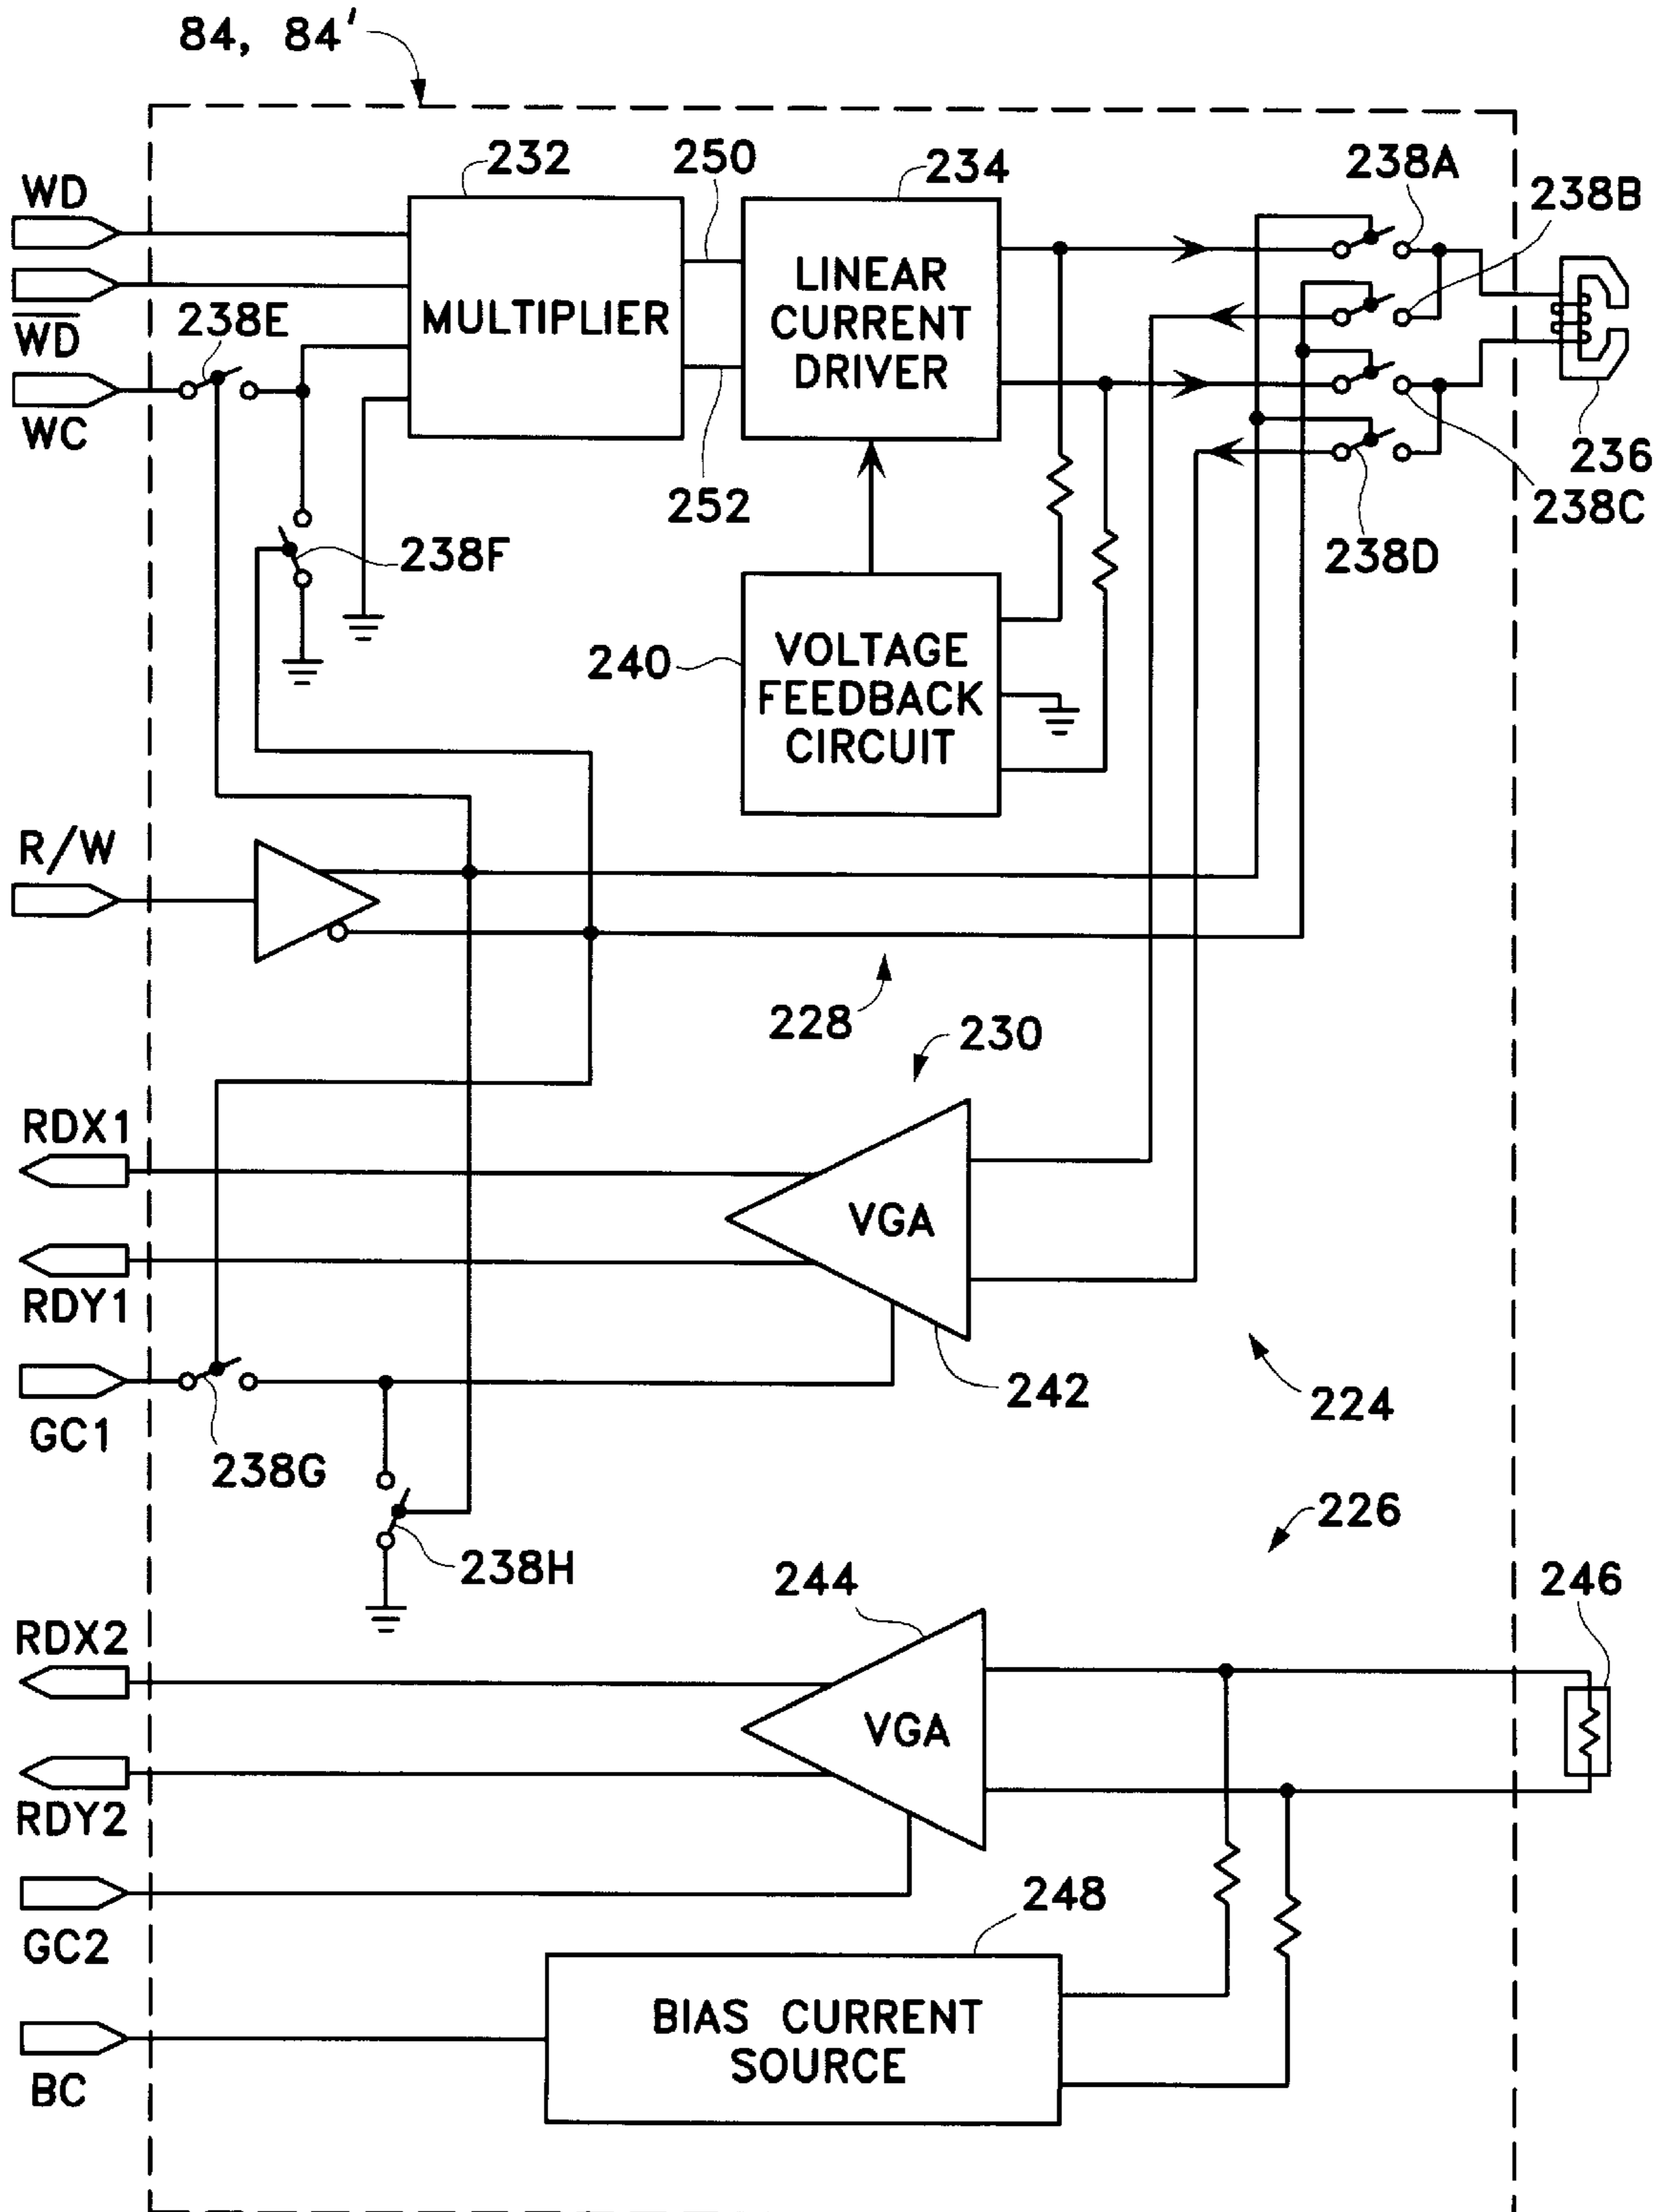 84, 84'
232
250
234
238A
238B
WD
W̅D̅
238E
WC
MULTIPLIER
LINEAR
CURRENT
DRIVER
252
236
238C
238D
238F
240
VOLTAGE
FEEDBACK
CIRCUIT
R/W
228
230
RDX1
VGA
RDY1
242
224
GC1
238G
226
238H
244
246
RDX2
VGA
RDY2
248
GC2
BIAS CURRENT
SOURCE
BC